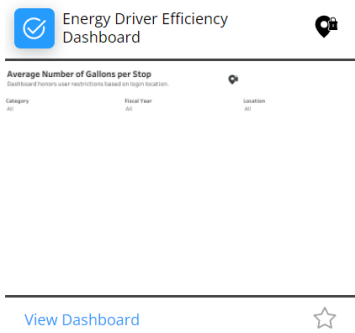 Energy Driver Efficiency
Dashboard
Average Number of Gallons per Stop
Dashboard honors user restrictions based on login location.
Category Fiscal Year Location
All All All
View Dashboard